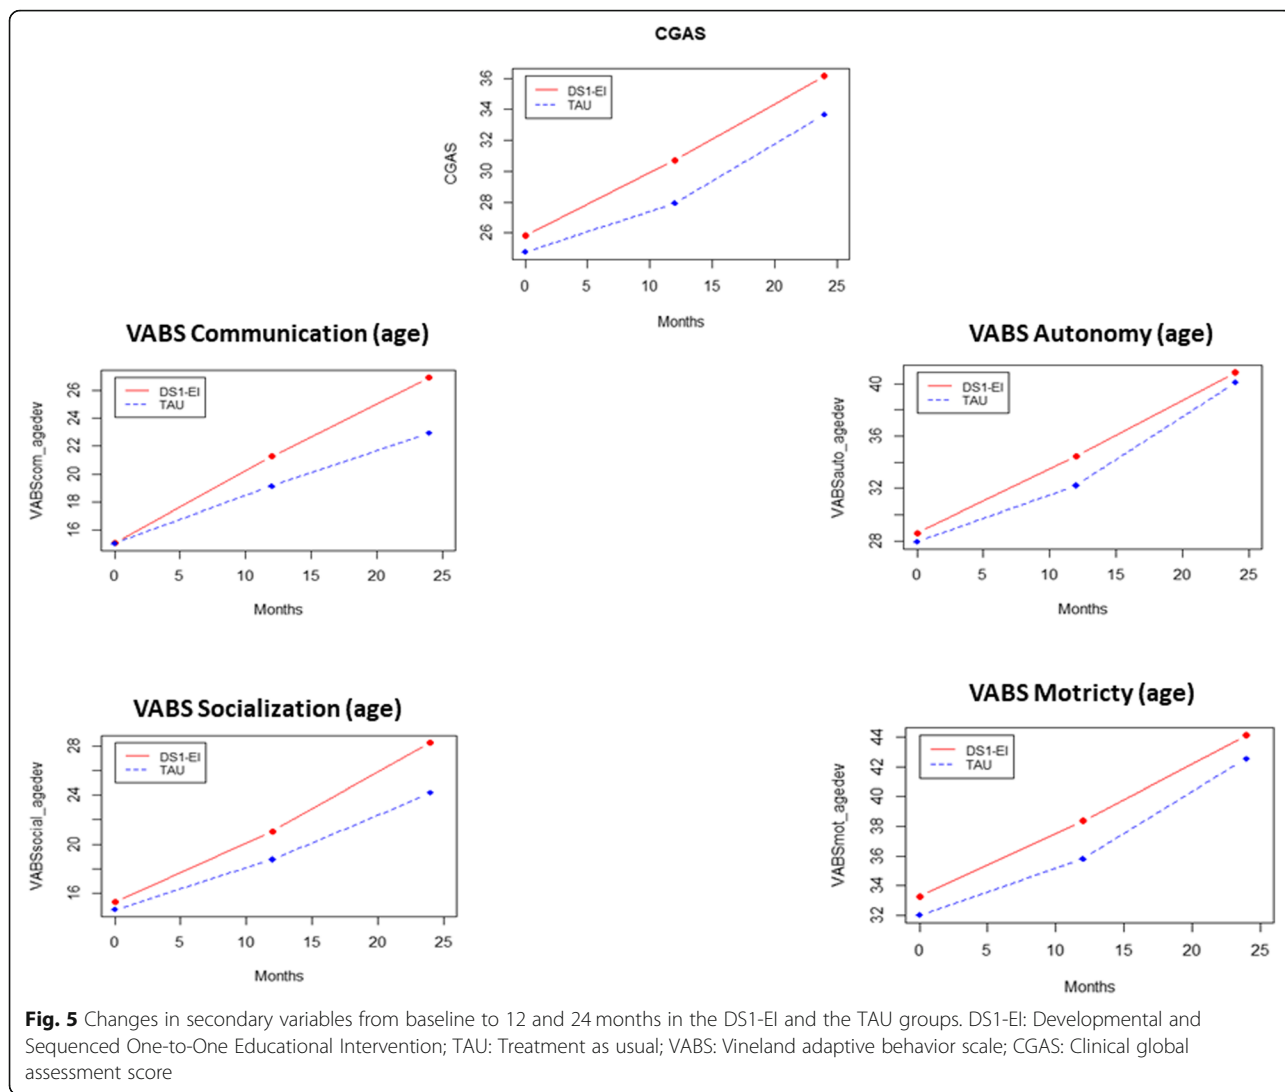 CGAS
DS1-EI
TAU
CGAS
36
34
32
30
28
26
0 5 10 15 20 25
Months
VABS Communication (age)
DS1-EI
TAU
VABScom_agedev
26
22
20
18
16
0 5 10 15 20 25
Months
VABS Autonomy (age)
DS1-EI
TAU
VABSauto_agedev
40
36
32
28
0 5 10 15 20 25
Months
VABS Socialization (age)
DS1-EI
TAU
VABSsocial_agedev
28
24
20
16
0 5 10 15 20 25
Months
VABS Motricty (age)
DS1-EI
TAU
VABSmot_agedev
44
42
40
38
36
34
32
0 5 10 15 20 25
Months
Fig. 5 Changes in secondary variables from baseline to 12 and 24 months in the DS1-EI and the TAU groups. DS1-EI: Developmental and
Sequenced One-to-One Educational Intervention; TAU: Treatment as usual; VABS: Vineland adaptive behavior scale; CGAS: Clinical global
assessment score